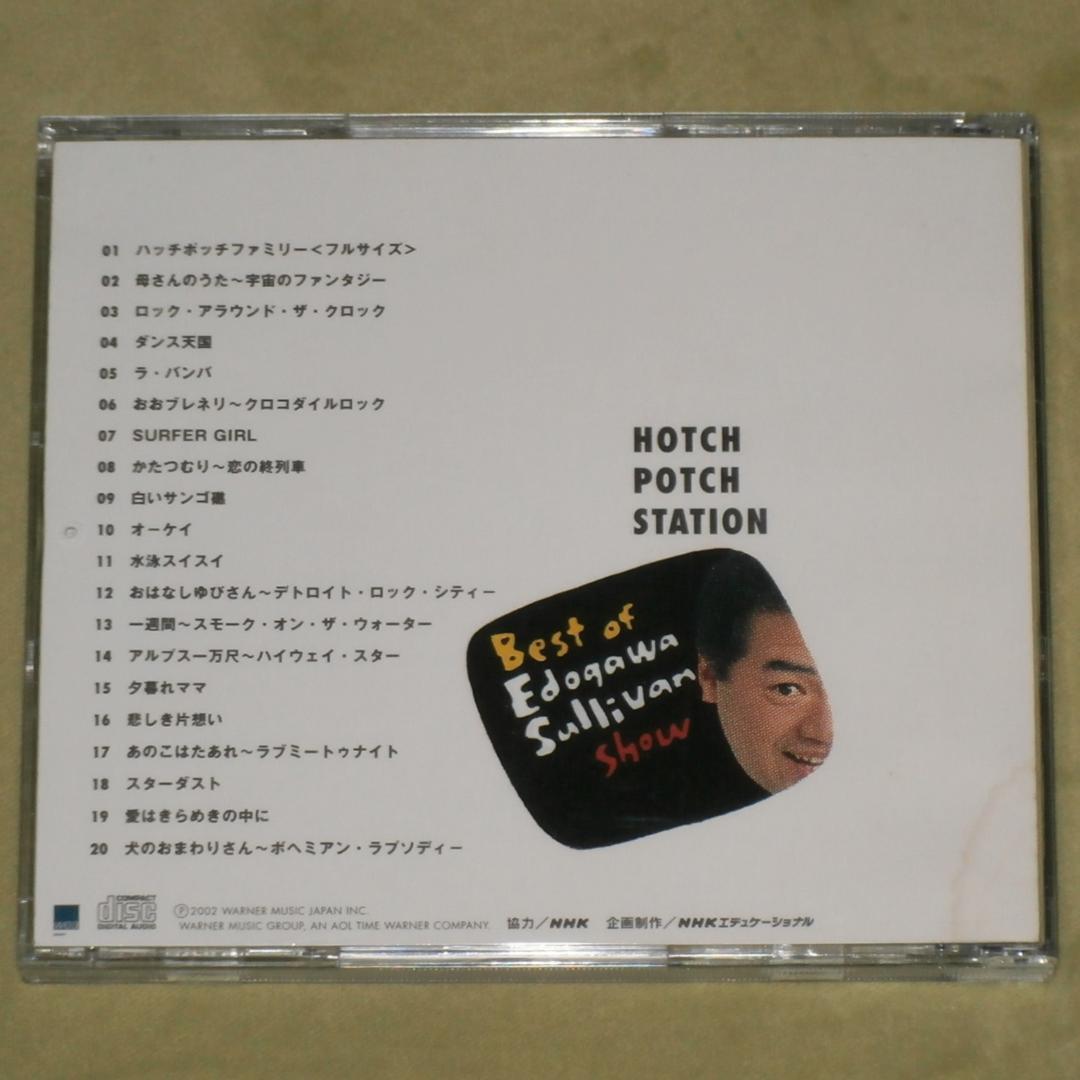 01 ハッチポッチファミリー<フルサイズ>
02 母さんのうた〜宇宙のファンタジー
03 ロック・アラウンド・ザ・クロック
04 ダンス天国
05 ラ・バンバ
06 おおブレネリ〜クロコダイルロック
07 SURFER GIRL
08 かたつむり〜恋の終列車
09 白いサンゴ礁
10 オーケイ
11 水泳スイスイ
12 おはなしゆびさん〜デトロイト・ロック・シティー
13 一週間〜スモーク・オン・ザ・ウォーター
14 アルプス一万尺〜ハイウェイ・スター
15 夕暮れママ
16 悲しき片想い
17 あのこはたあれ〜ラブミートゥナイト
18 スターダスト
19 愛はきらめきの中に
20 犬のおまわりさん〜ボヘミアン・ラプソディー
HOTCH
POTCH
STATION
Best of
Edogawa
Sullivan
Show
COMPACT
disc
DIGITAL AUDIO
Ⓟ2002 WARNER MUSIC JAPAN INC.
WARNER MUSIC GROUP, AN AOL TIME WARNER COMPANY.
協力/NHK 企画制作/NHKエデュケーショナル